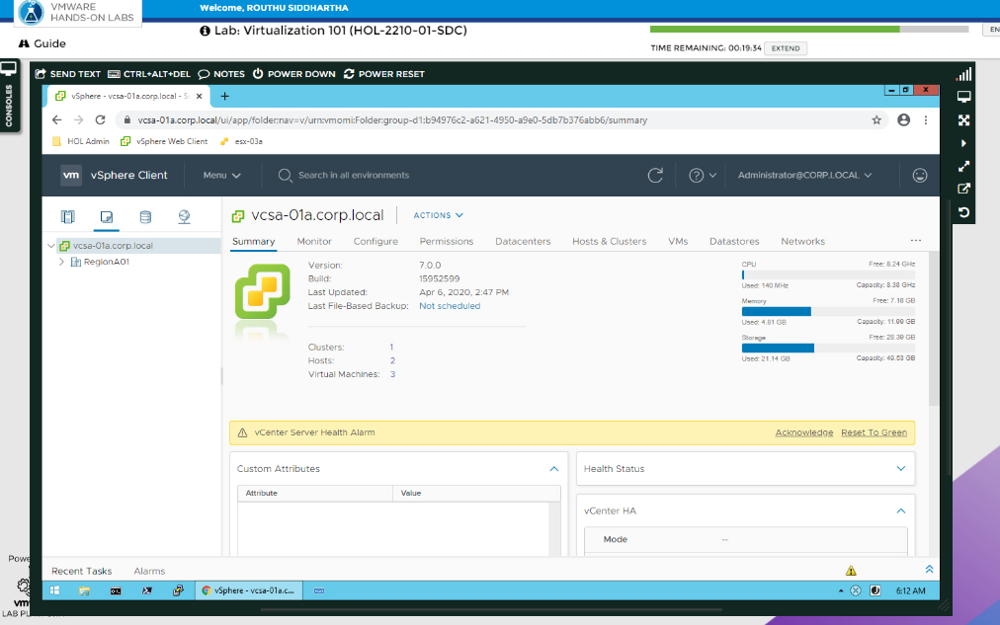 VMWARE
HANDS-ON LABS
Welcome, ROUTHU SIDDHARTHA
Lab: Virtualization 101 (HOL-2210-01-SDC)
Guide
TIME REMAINING: 00:19:34 EXTEND
EN
CONSOLES
SEND TEXT CTRL+ALT+DEL NOTES POWER DOWN POWER RESET
vSphere - vcsa-01a.corp.local - S
vcsa-01a.corp.local/ui/app/folder;nav=v/urn:vmomi:Folder:group-d1:b94976c2-a621-4950-a9e0-5db7b376abb6/summary
HOL Admin vSphere Web Client esx-03a
vm vSphere Client Menu Search in all environments Administrator@CORP.LOCAL
vcsa-01a.corp.local ACTIONS
vcsa-01a.corp.local
RegionA01
Summary Monitor Configure Permissions Datacenters Hosts & Clusters VMs Datastores Networks ...
Version: 7.0.0
Build: 15952599
Last Updated: Apr 6, 2020, 2:47 PM
Last File-Based Backup: Not scheduled
Clusters: 1
Hosts: 2
Virtual Machines: 3
CPU Free: 8.24 GHz
Used: 140 MHz Capacity: 8.38 GHz
Memory Free: 7.18 GB
Used: 4.81 GB Capacity: 11.99 GB
Storage Free: 28.39 GB
Used: 21.14 GB Capacity: 49.53 GB
vCenter Server Health Alarm Acknowledge Reset To Green
Custom Attributes
Attribute Value
Health Status
vCenter HA
Mode --
Recent Tasks Alarms
Powe
vm
LAB PL
vSphere - vcsa-01a.c...
6:12 AM